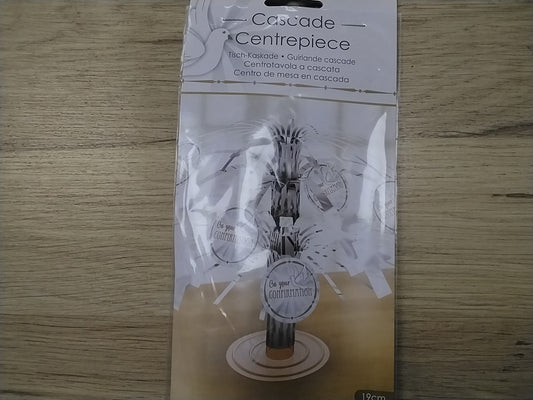 Cascade
Centrepiece
Tisch-Kaskade • Guirlande cascade
Centrotavola a cascata
Centro de mesa en cascada
On your
CONFIRMATION
On your
CONFIRMATION
19cm